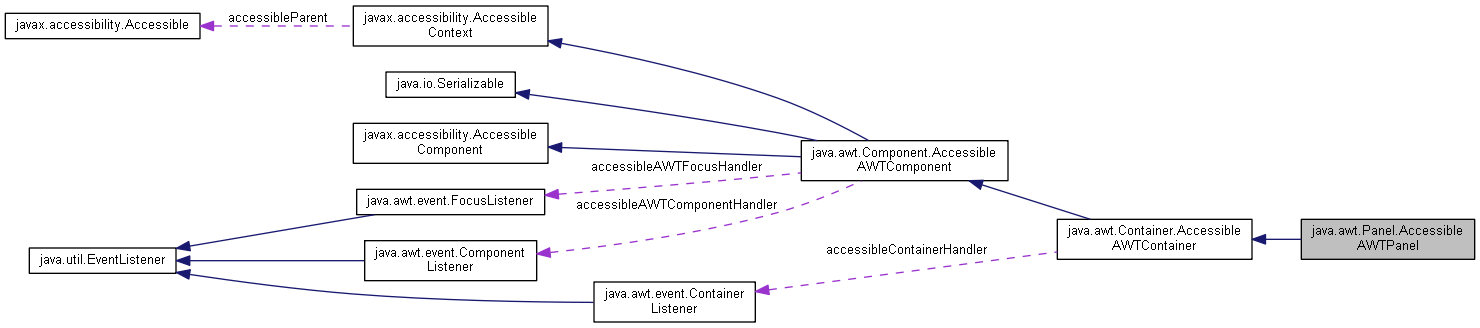 accessibleParent
javax.accessibility.Accessible
javax.accessibility.Accessible
Context
java.io.Serializable
javax.accessibility.Accessible
Component
java.awt.Component.Accessible
AWTComponent
accessibleAWTFocusHandler
java.awt.event.FocusListener
accessibleAWTComponentHandler
java.awt.Container.Accessible
AWTContainer
java.awt.Panel.Accessible
AWTPanel
accessibleContainerHandler
java.awt.event.Component
Listener
java.util.EventListener
java.awt.event.Container
Listener